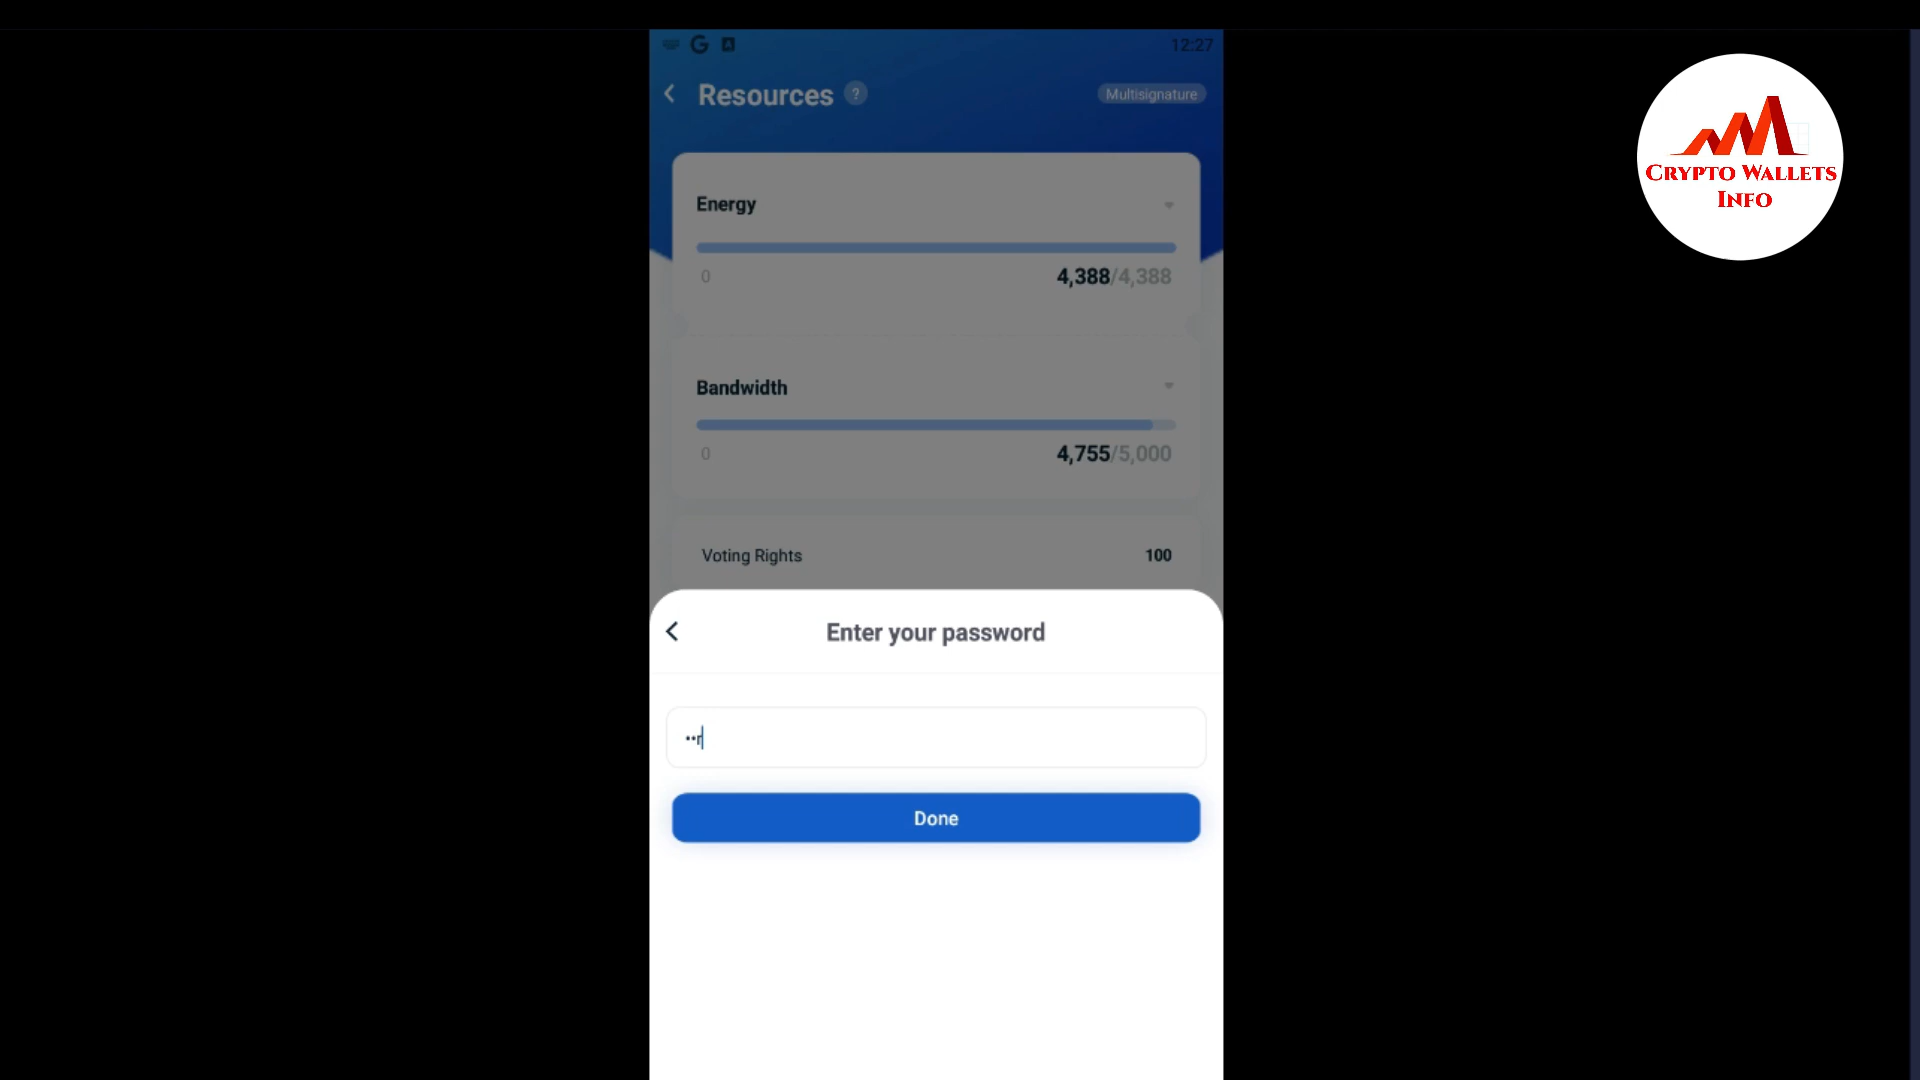 12:27
Resources ?
Multisignature
CRYPTO WALLETS
INFO
Energy
0 4,388/4,388
Bandwidth
0 4,755/5,000
Voting Rights 100
Enter your password
••r
Done